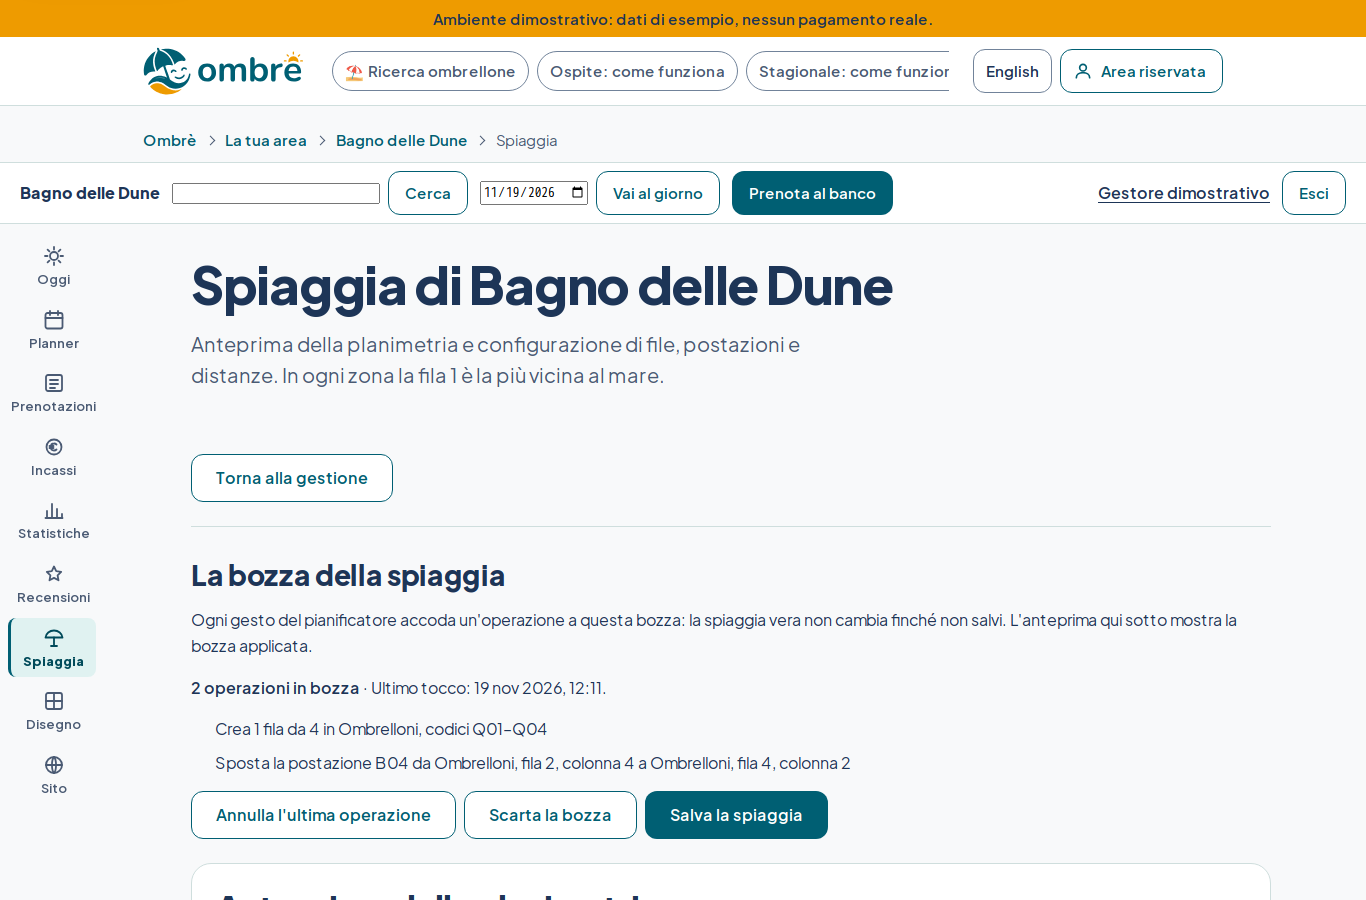 Ambiente dimostrativo: dati di esempio, nessun pagamento reale.
ombrè
Ricerca ombrellone
Ospite: come funziona
Stagionale: come funzion
English
Area riservata
Ombrè
La tua area
Bagno delle Dune
Spiaggia
Bagno delle Dune
Cerca
11/19/2026
Vai al giorno
Prenota al banco
Gestore dimostrativo
Esci
Oggi
Planner
Prenotazioni
Incassi
Statistiche
Recensioni
Spiaggia
Disegno
Sito
Spiaggia di Bagno delle Dune
Anteprima della planimetria e configurazione di file, postazioni e
distanze. In ogni zona la fila 1 è la più vicina al mare.
Torna alla gestione
La bozza della spiaggia
Ogni gesto del pianificatore accoda un'operazione a questa bozza: la spiaggia vera non cambia finché non salvi. L'anteprima qui sotto mostra la
bozza applicata.
2 operazioni in bozza · Ultimo tocco: 19 nov 2026, 12:11.
Crea 1 fila da 4 in Ombrelloni, codici Q01–Q04
Sposta la postazione B04 da Ombrelloni, fila 2, colonna 4 a Ombrelloni, fila 4, colonna 2
Annulla l'ultima operazione
Scarta la bozza
Salva la spiaggia